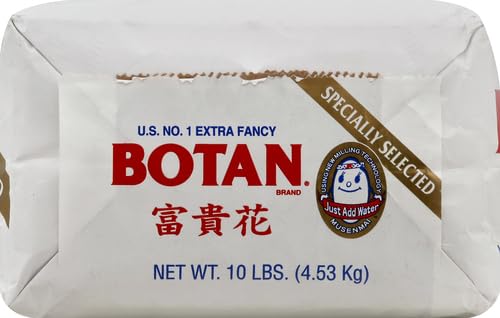 U.S. NO. 1 EXTRA FANCY
BOTAN®
BRAND
富貴花
NET WT. 10 LBS. (4.53 Kg)
SPECIALLY SELECTED
USING NEW MILLING TECHNOLOGY
Just Add Water
MUSENMAI